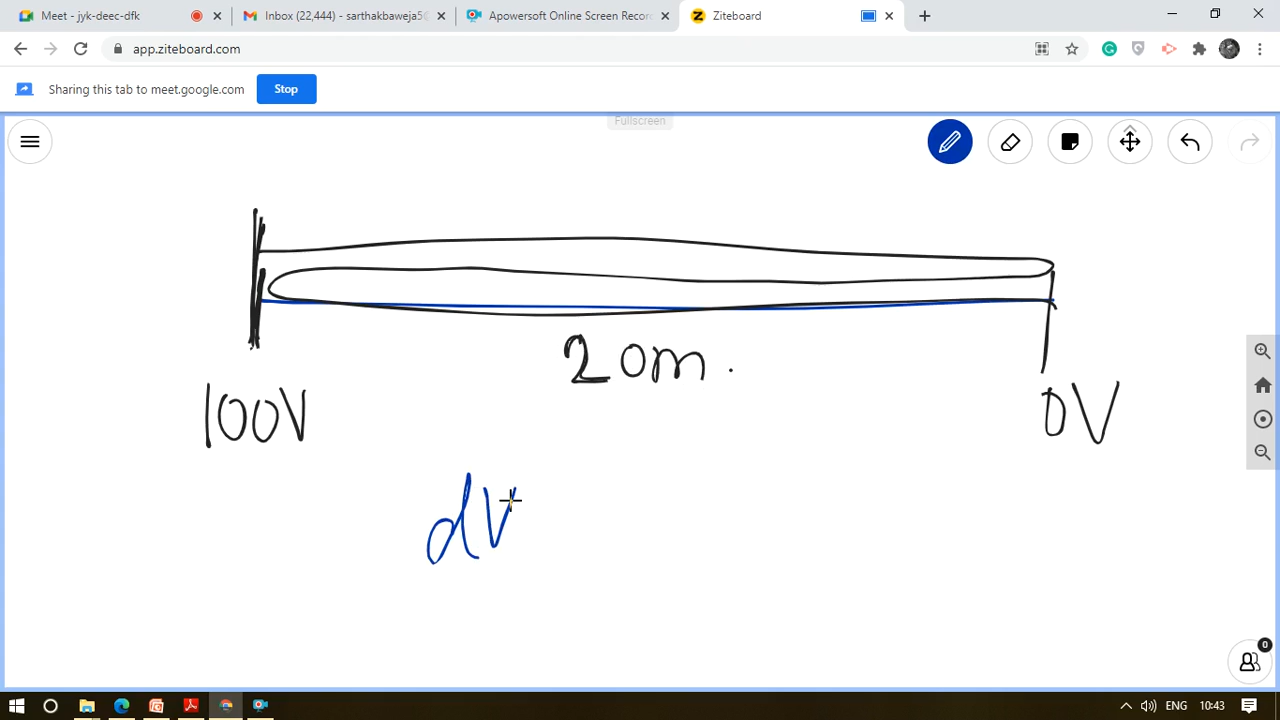 Meet - jyk-deec-dfk
Inbox (22,444) - sarthakbaweja5
Apowersoft Online Screen Recor
Ziteboard
app.ziteboard.com
Sharing this tab to meet.google.com
Stop
Fullscreen
20m.
100V
0V
dV
0
ENG
10:43